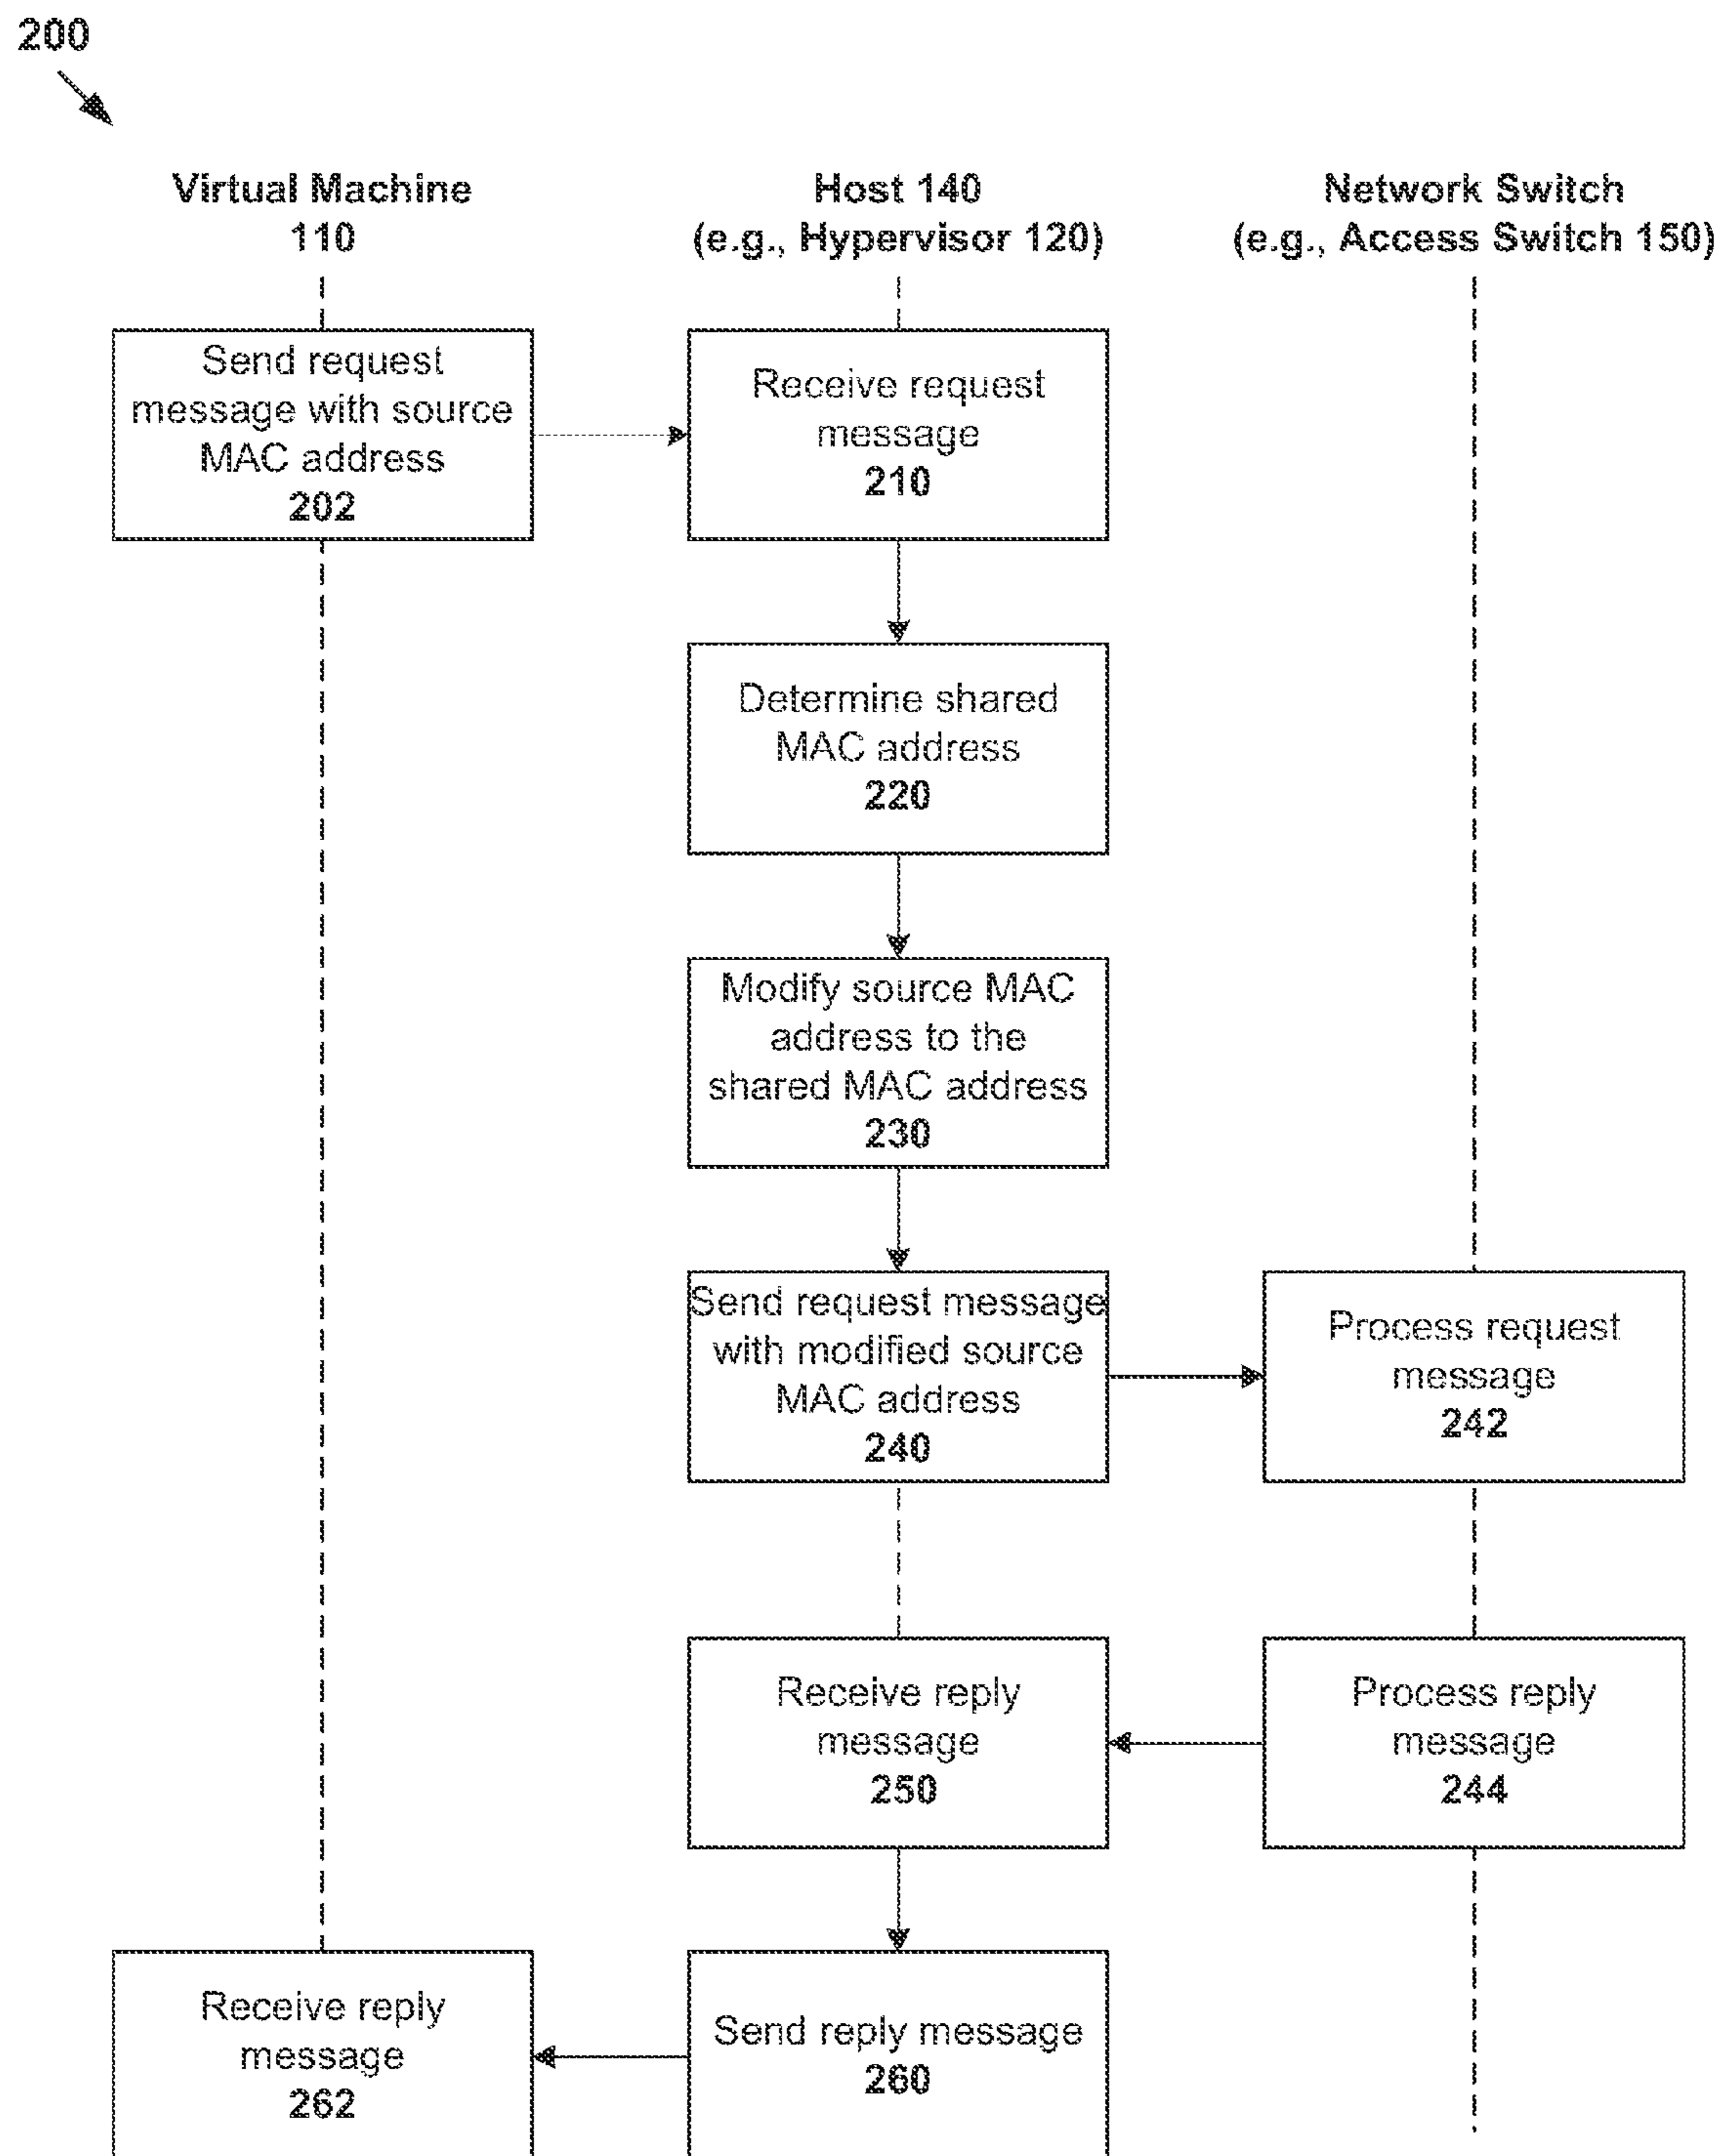 200
Virtual Machine
110
Host 140
(e.g., Hypervisor 120)
Network Switch
(e.g., Access Switch 150)
Send request
message with source
MAC address
202
Receive request
message
210
Determine shared
MAC address
220
Modify source MAC
address to the
shared MAC address
230
Send request message
with modified source
MAC address
240
Process request
message
242
Receive reply
message
250
Process reply
message
244
Receive reply
message
262
Send reply message
260